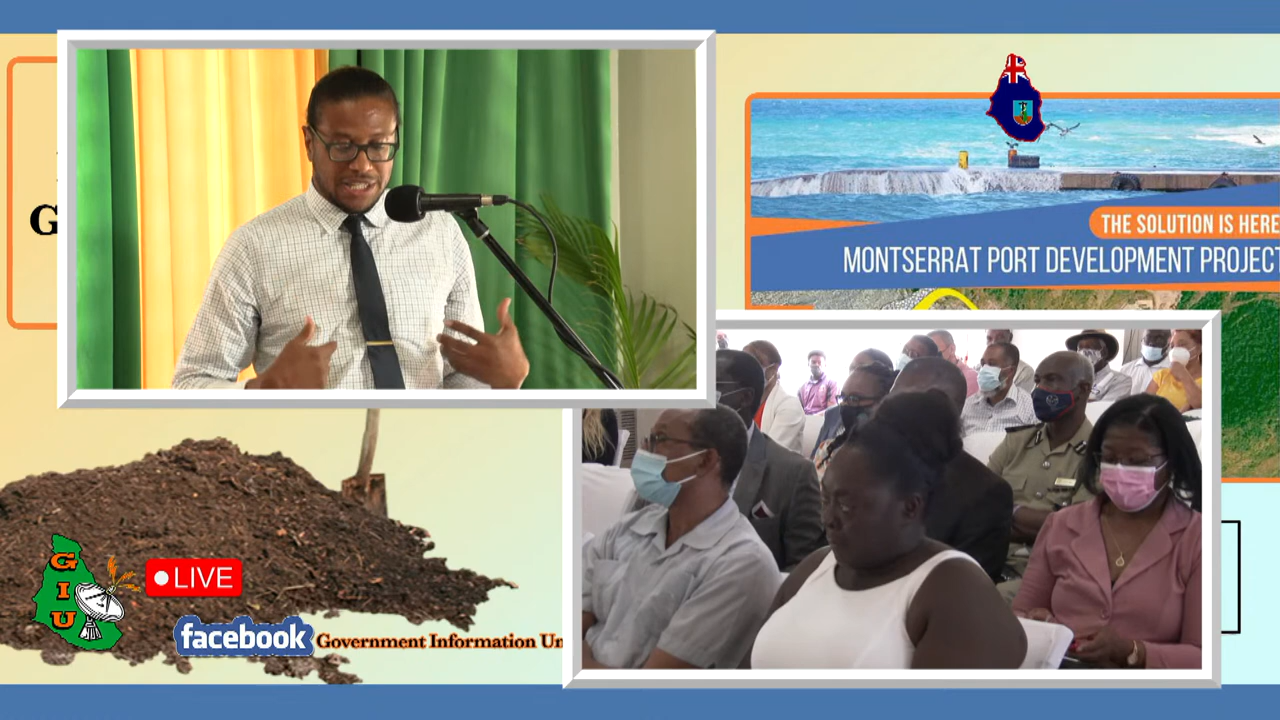 G
THE SOLUTION IS HERE
MONTSERRAT PORT DEVELOPMENT PROJECT
G
I
U
LIVE
facebook
Government Information Un